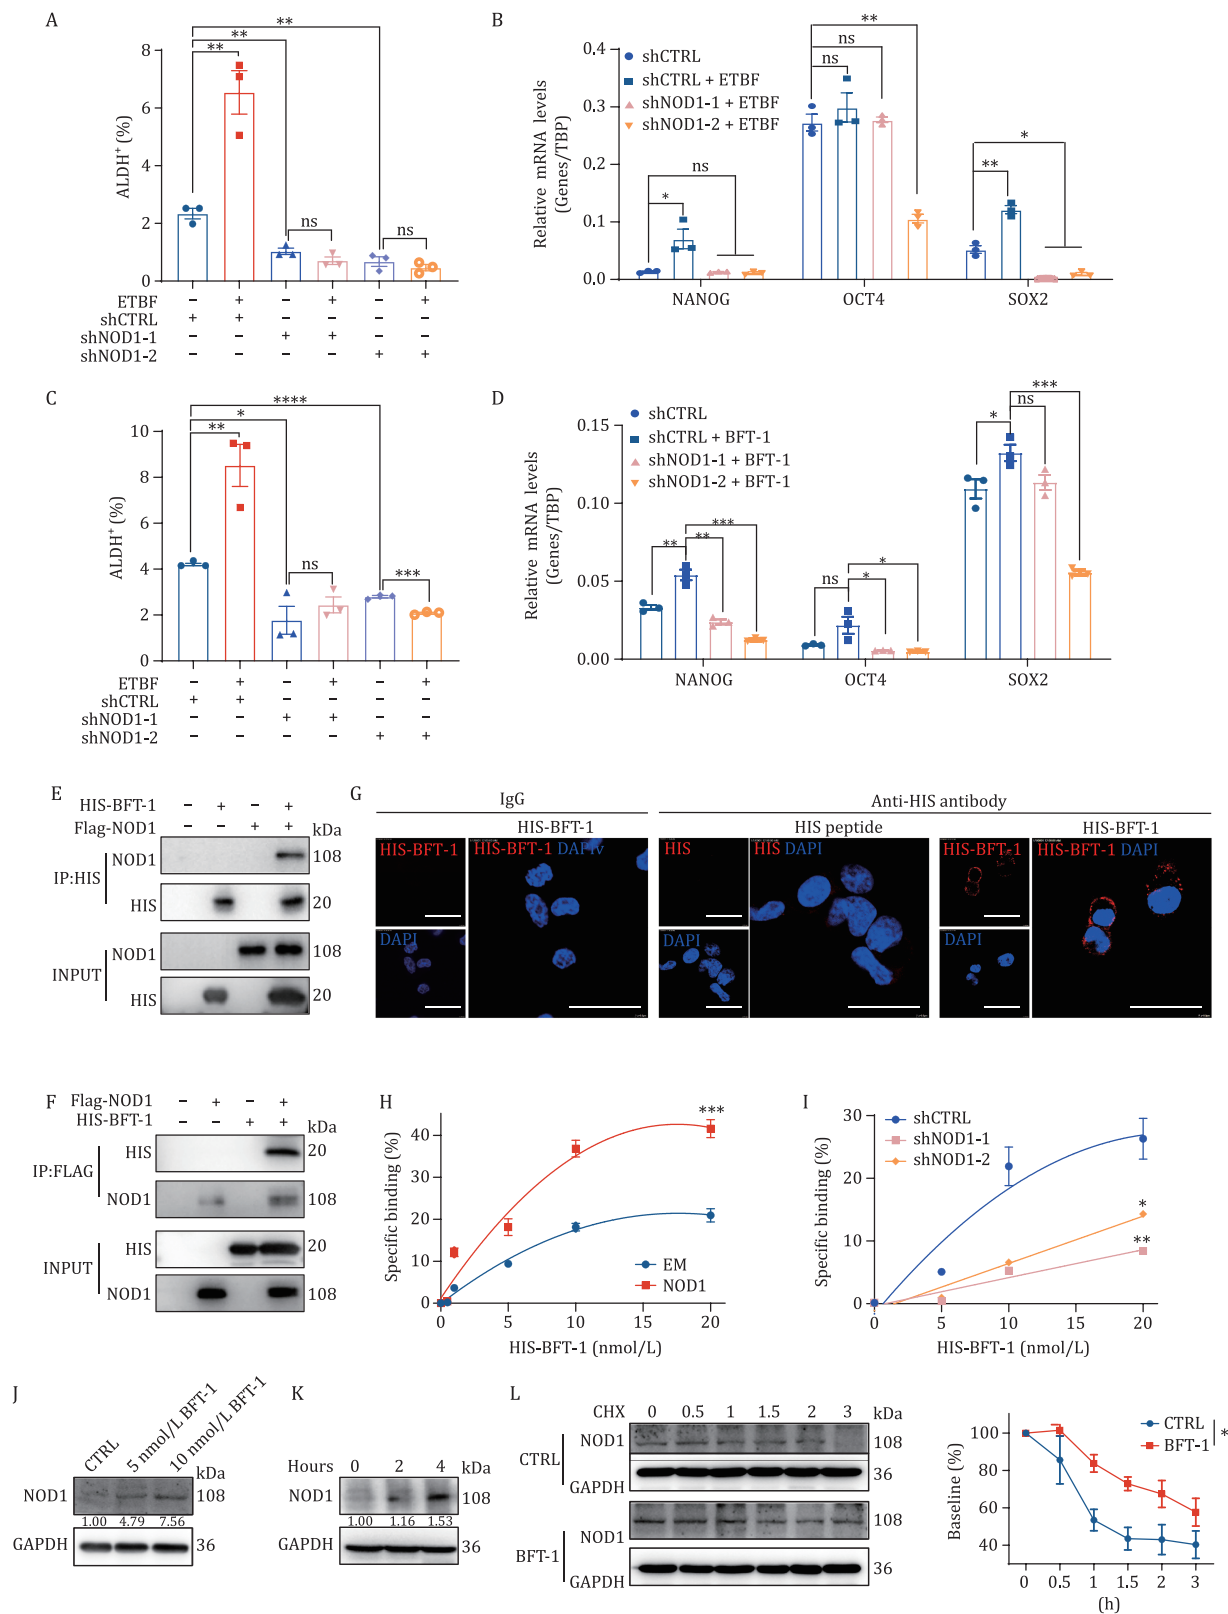 A
ALDH⁺ (%)
8
6
4
2
0
** ** ** ns ns
ETBF − + − + − +
shCTRL + + − − − −
shNOD1-1 − − + + − −
shNOD1-2 − − − − + +
B
Relative mRNA levels
(Genes/TBP)
0.4
0.3
0.2
0.1
0.0
shCTRL
shCTRL + ETBF
shNOD1-1 + ETBF
shNOD1-2 + ETBF
* ns
ns ns **
** *
NANOG OCT4 SOX2
C
ALDH⁺ (%)
10
8
6
4
2
0
**** * ** ns ***
ETBF − + − + − +
shCTRL + + − − − −
shNOD1-1 − − + + − −
shNOD1-2 − − − − + +
D
Relative mRNA levels
(Genes/TBP)
0.15
0.10
0.05
0.00
shCTRL
shCTRL + BFT-1
shNOD1-1 + BFT-1
shNOD1-2 + BFT-1
** ** ***
ns * *
* ns ***
NANOG OCT4 SOX2
E
HIS-BFT-1 − + − +
Flag-NOD1 − − + + kDa
IP:HIS
NOD1 108
HIS 20
INPUT
NOD1 108
HIS 20
G
IgG
HIS-BFT-1
HIS-BFT-1
HIS-BFT-1 DAPIv
DAPI
Anti-HIS antibody
HIS peptide
HIS
HIS DAPI
DAPI
HIS-BFT-1
HIS-BFT-1
HIS-BFT-1 DAPI
F
Flag-NOD1 − + − +
HIS-BFT-1 − − + + kDa
IP:FLAG
HIS 20
NOD1 108
INPUT
HIS 20
NOD1 108
H
Specific binding (%)
40
30
20
10
0
***
EM
NOD1
0 5 10 15 20
HIS-BFT-1 (nmol/L)
I
Specific binding (%)
30
20
10
0
shCTRL
shNOD1-1
shNOD1-2
*
**
0 5 10 15 20
HIS-BFT-1 (nmol/L)
J
CTRL
5 nmol/L BFT-1
10 nmol/L BFT-1
kDa
NOD1 108
1.00 4.79 7.56
GAPDH 36
K
Hours 0 2 4 kDa
NOD1 108
1.00 1.16 1.53
GAPDH 36
L
CHX 0 0.5 1 1.5 2 3 kDa
CTRL
NOD1 108
GAPDH 36
BFT-1
NOD1 108
GAPDH 36
Baseline (%)
100
80
60
40
CTRL
BFT-1
*
0 0.5 1 1.5 2 3
(h)